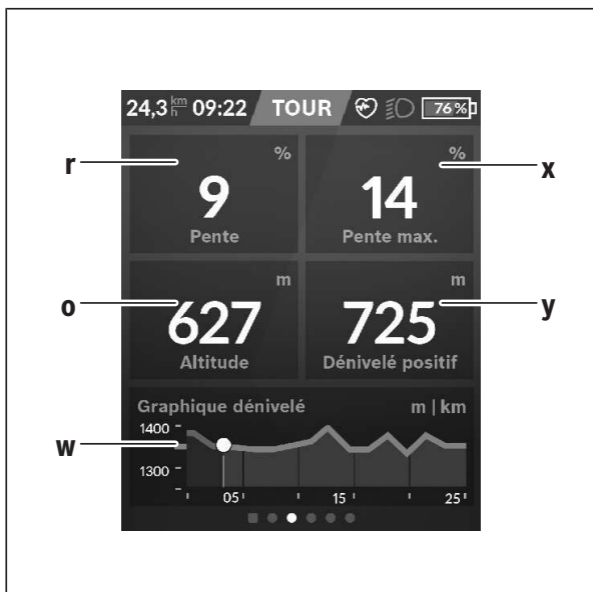 24,3 km/h 09:22 TOUR 76 %
r % % x
9 14
Pente Pente max.
o m m y
627 725
Altitude Dénivelé positif
Graphique dénivelé m | km
1400
w
1300
05 15 25